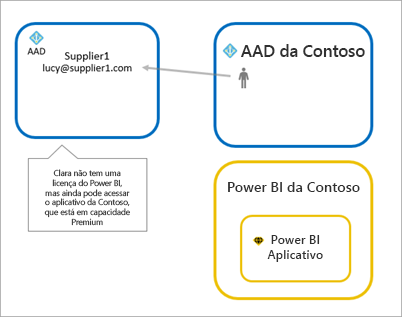 AAD
Supplier1
lucy@supplier1.com
AAD da Contoso
Clara não tem uma
licença do Power BI,
mas ainda pode acessar
o aplicativo da Contoso,
que está em capacidade
Premium
Power BI da Contoso
Power BI
Aplicativo